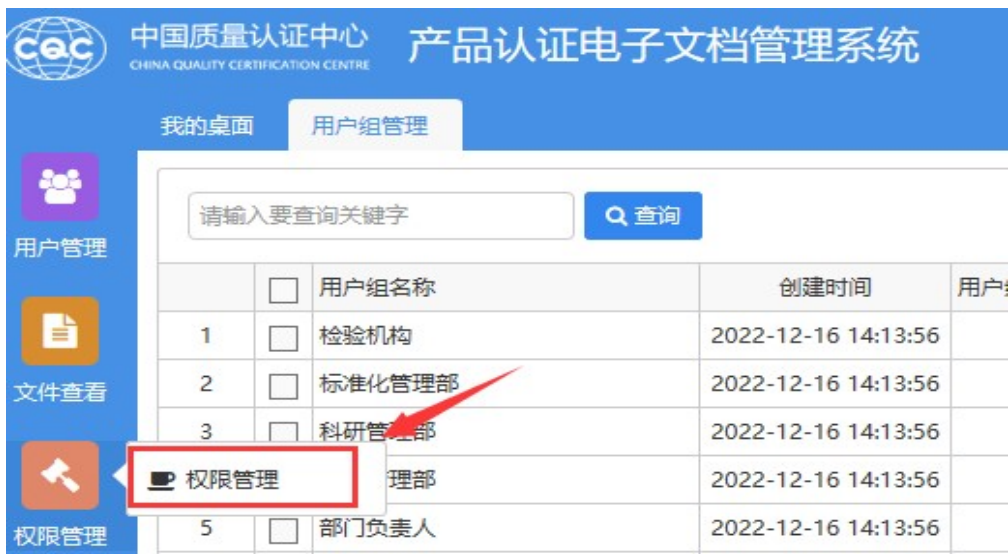 CQC 中国质量认证中心 产品认证电子文档管理系统
CHINA QUALITY CERTIFICATION CENTRE
我的桌面 用户组管理
请输入要查询关键字 查询
用户管理
用户组名称 创建时间
1 检验机构 2022-12-16 14:13:56
2 标准化管理部 2022-12-16 14:13:56
文件查看
3 科研管理部 2022-12-16 14:13:56
权限管理 理部 2022-12-16 14:13:56
5 部门负责人 2022-12-16 14:13:56
权限管理